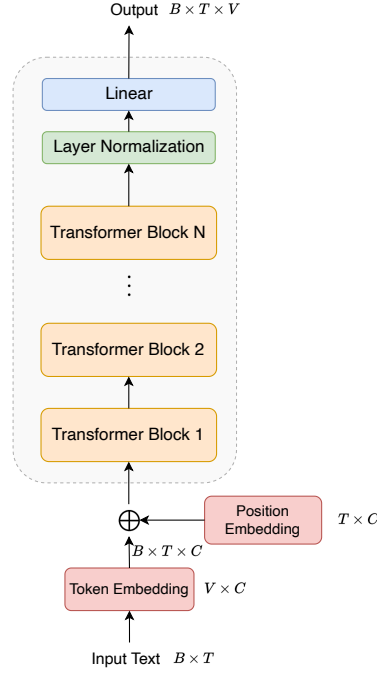 Output B × T × V
Linear
Layer Normalization
Transformer Block N
...
Transformer Block 2
Transformer Block 1
Position
Embedding
T × C
B × T × C
Token Embedding V × C
Input Text B × T